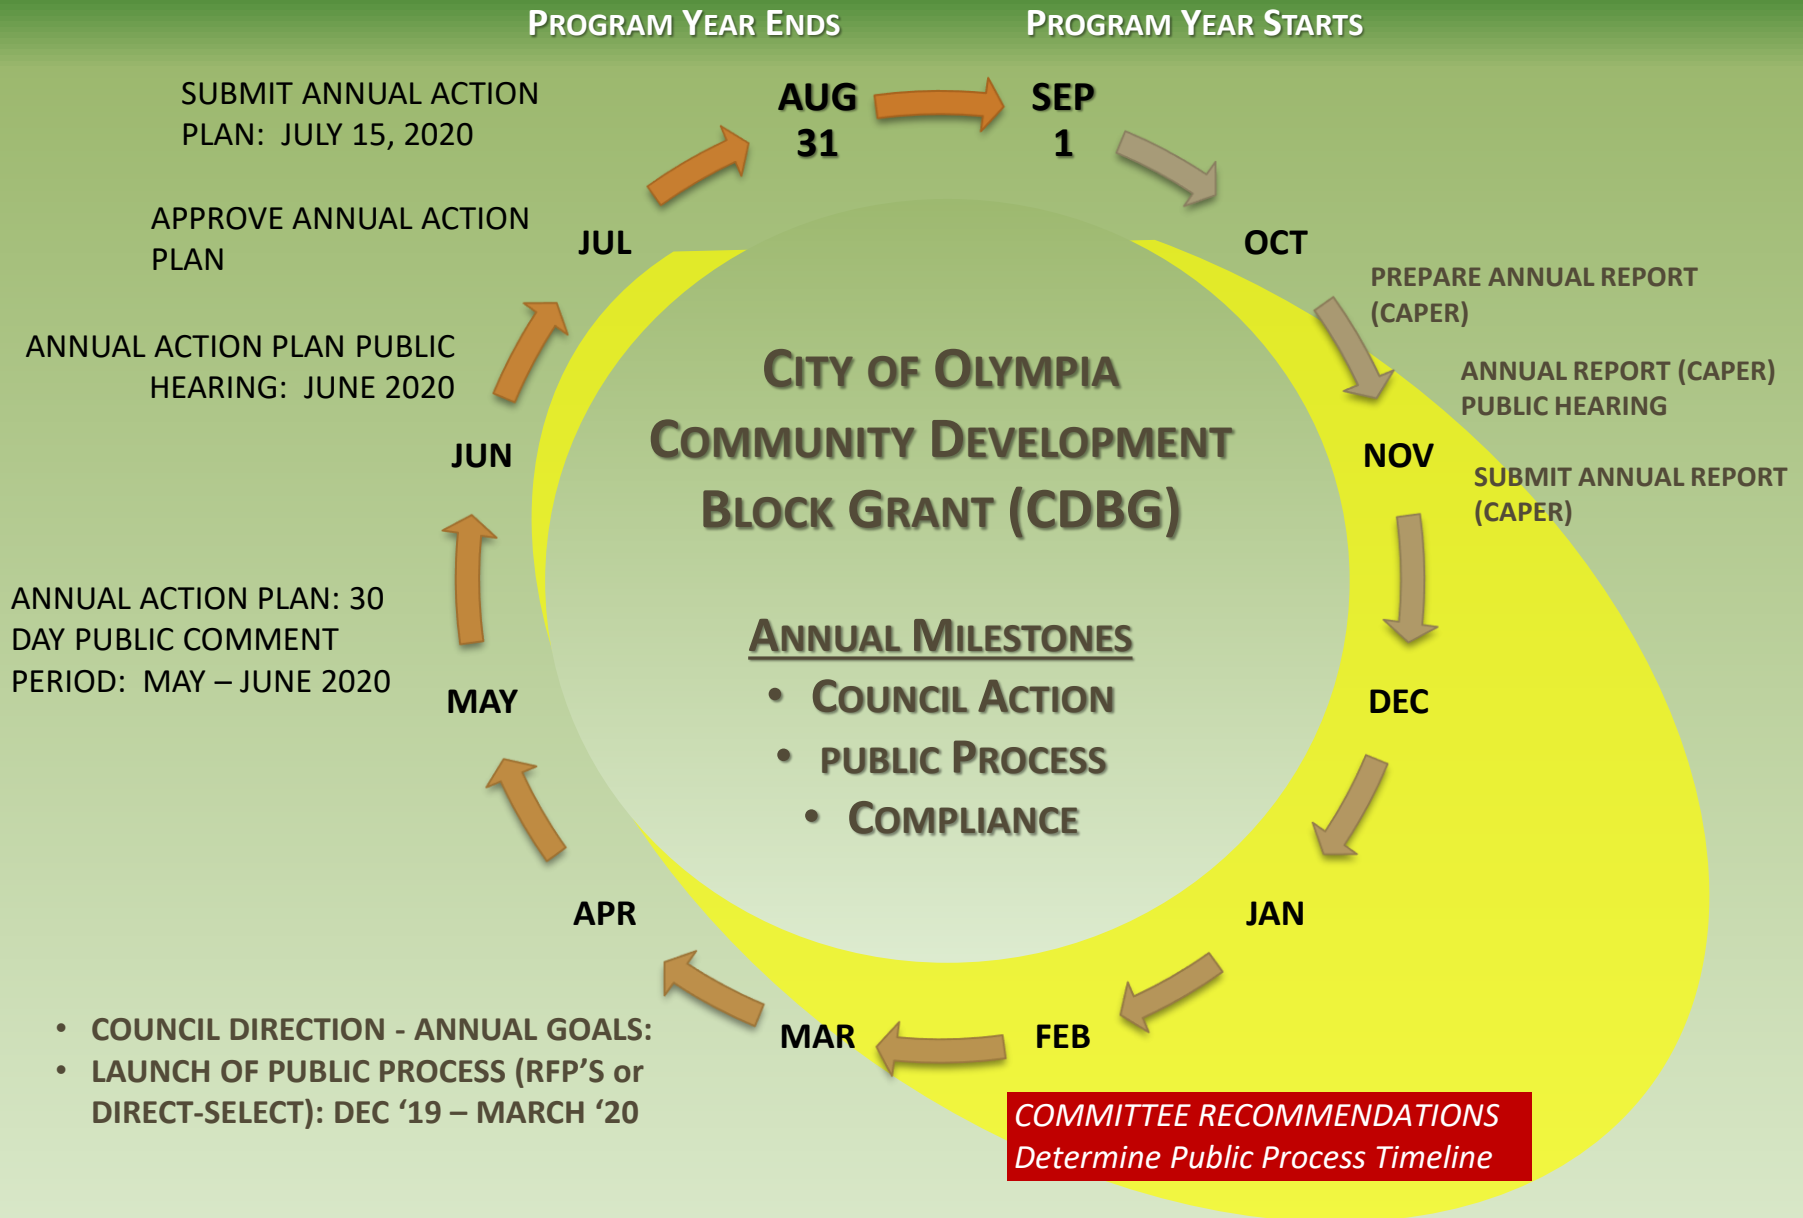 PROGRAM YEAR ENDS
PROGRAM YEAR STARTS
SUBMIT ANNUAL ACTION
PLAN: JULY 15, 2020
AUG
31
SEP
1
APPROVE ANNUAL ACTION
PLAN
JUL
OCT
PREPARE ANNUAL REPORT
(CAPER)
ANNUAL ACTION PLAN PUBLIC
HEARING: JUNE 2020
ANNUAL REPORT (CAPER)
PUBLIC HEARING
JUN
NOV
SUBMIT ANNUAL REPORT
(CAPER)
CITY OF OLYMPIA
COMMUNITY DEVELOPMENT
BLOCK GRANT (CDBG)
ANNUAL MILESTONES
• COUNCIL ACTION
• PUBLIC PROCESS
• COMPLIANCE
ANNUAL ACTION PLAN: 30
DAY PUBLIC COMMENT
PERIOD: MAY – JUNE 2020
MAY
DEC
APR
JAN
MAR
FEB
• COUNCIL DIRECTION - ANNUAL GOALS:
• LAUNCH OF PUBLIC PROCESS (RFP'S or
DIRECT-SELECT): DEC ‘19 – MARCH ‘20
COMMITTEE RECOMMENDATIONS
Determine Public Process Timeline